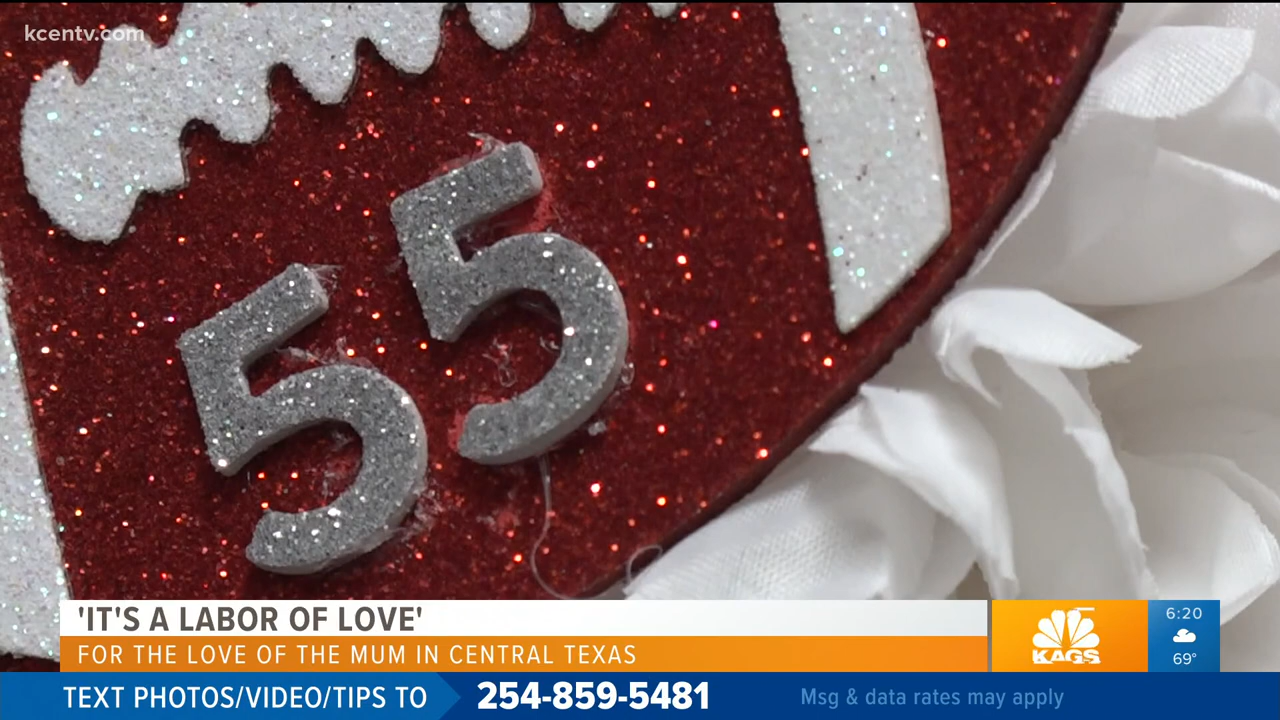 kcentv.com
55
'IT'S A LABOR OF LOVE'
FOR THE LOVE OF THE MUM IN CENTRAL TEXAS
KAGS
6:20
69°
TEXT PHOTOS/VIDEO/TIPS TO 254-859-5481 Msg & data rates may apply